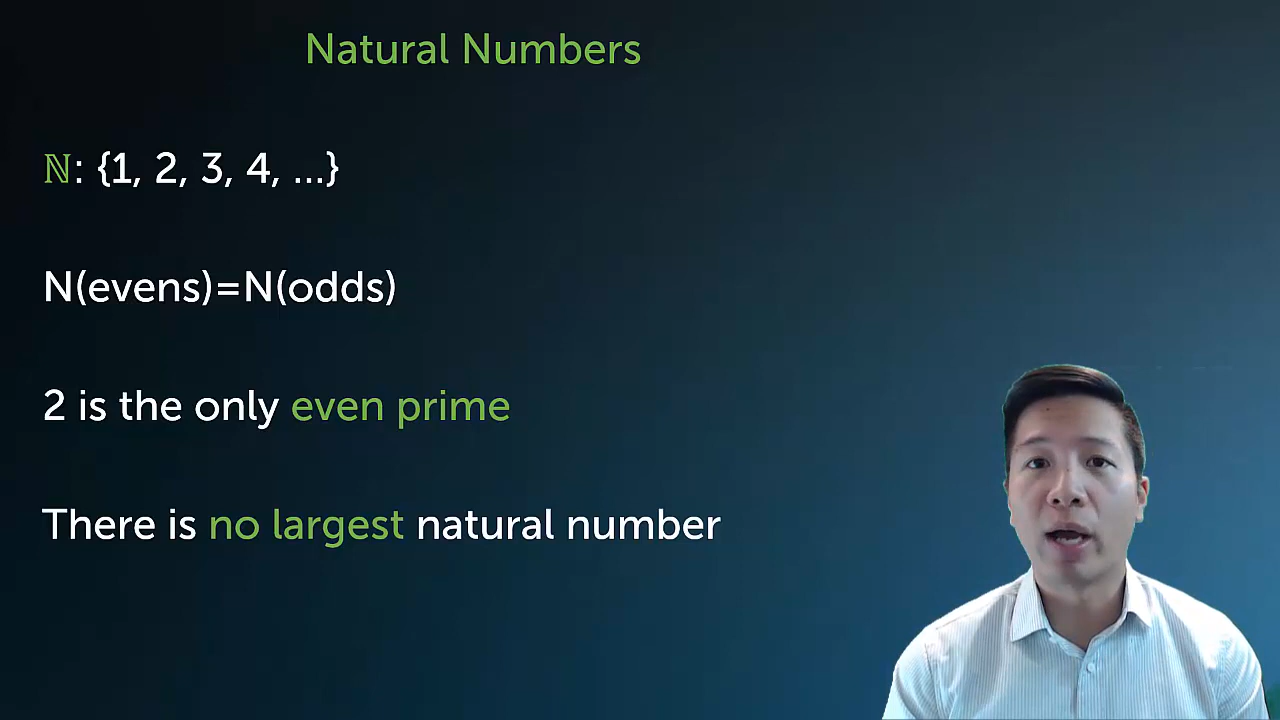 Natural Numbers
ℕ: {1, 2, 3, 4, ...}
N(evens)=N(odds)
2 is the only even prime
There is no largest natural number